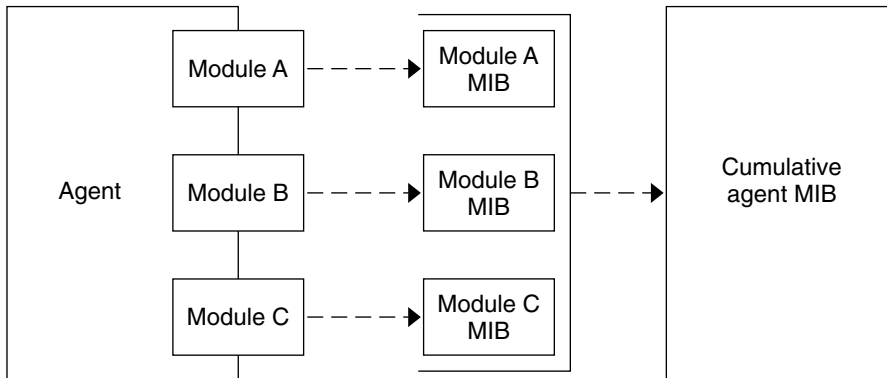 Agent
Module A
Module A
MIB
Module B
Module B
MIB
Module C
Module C
MIB
Cumulative
agent MIB